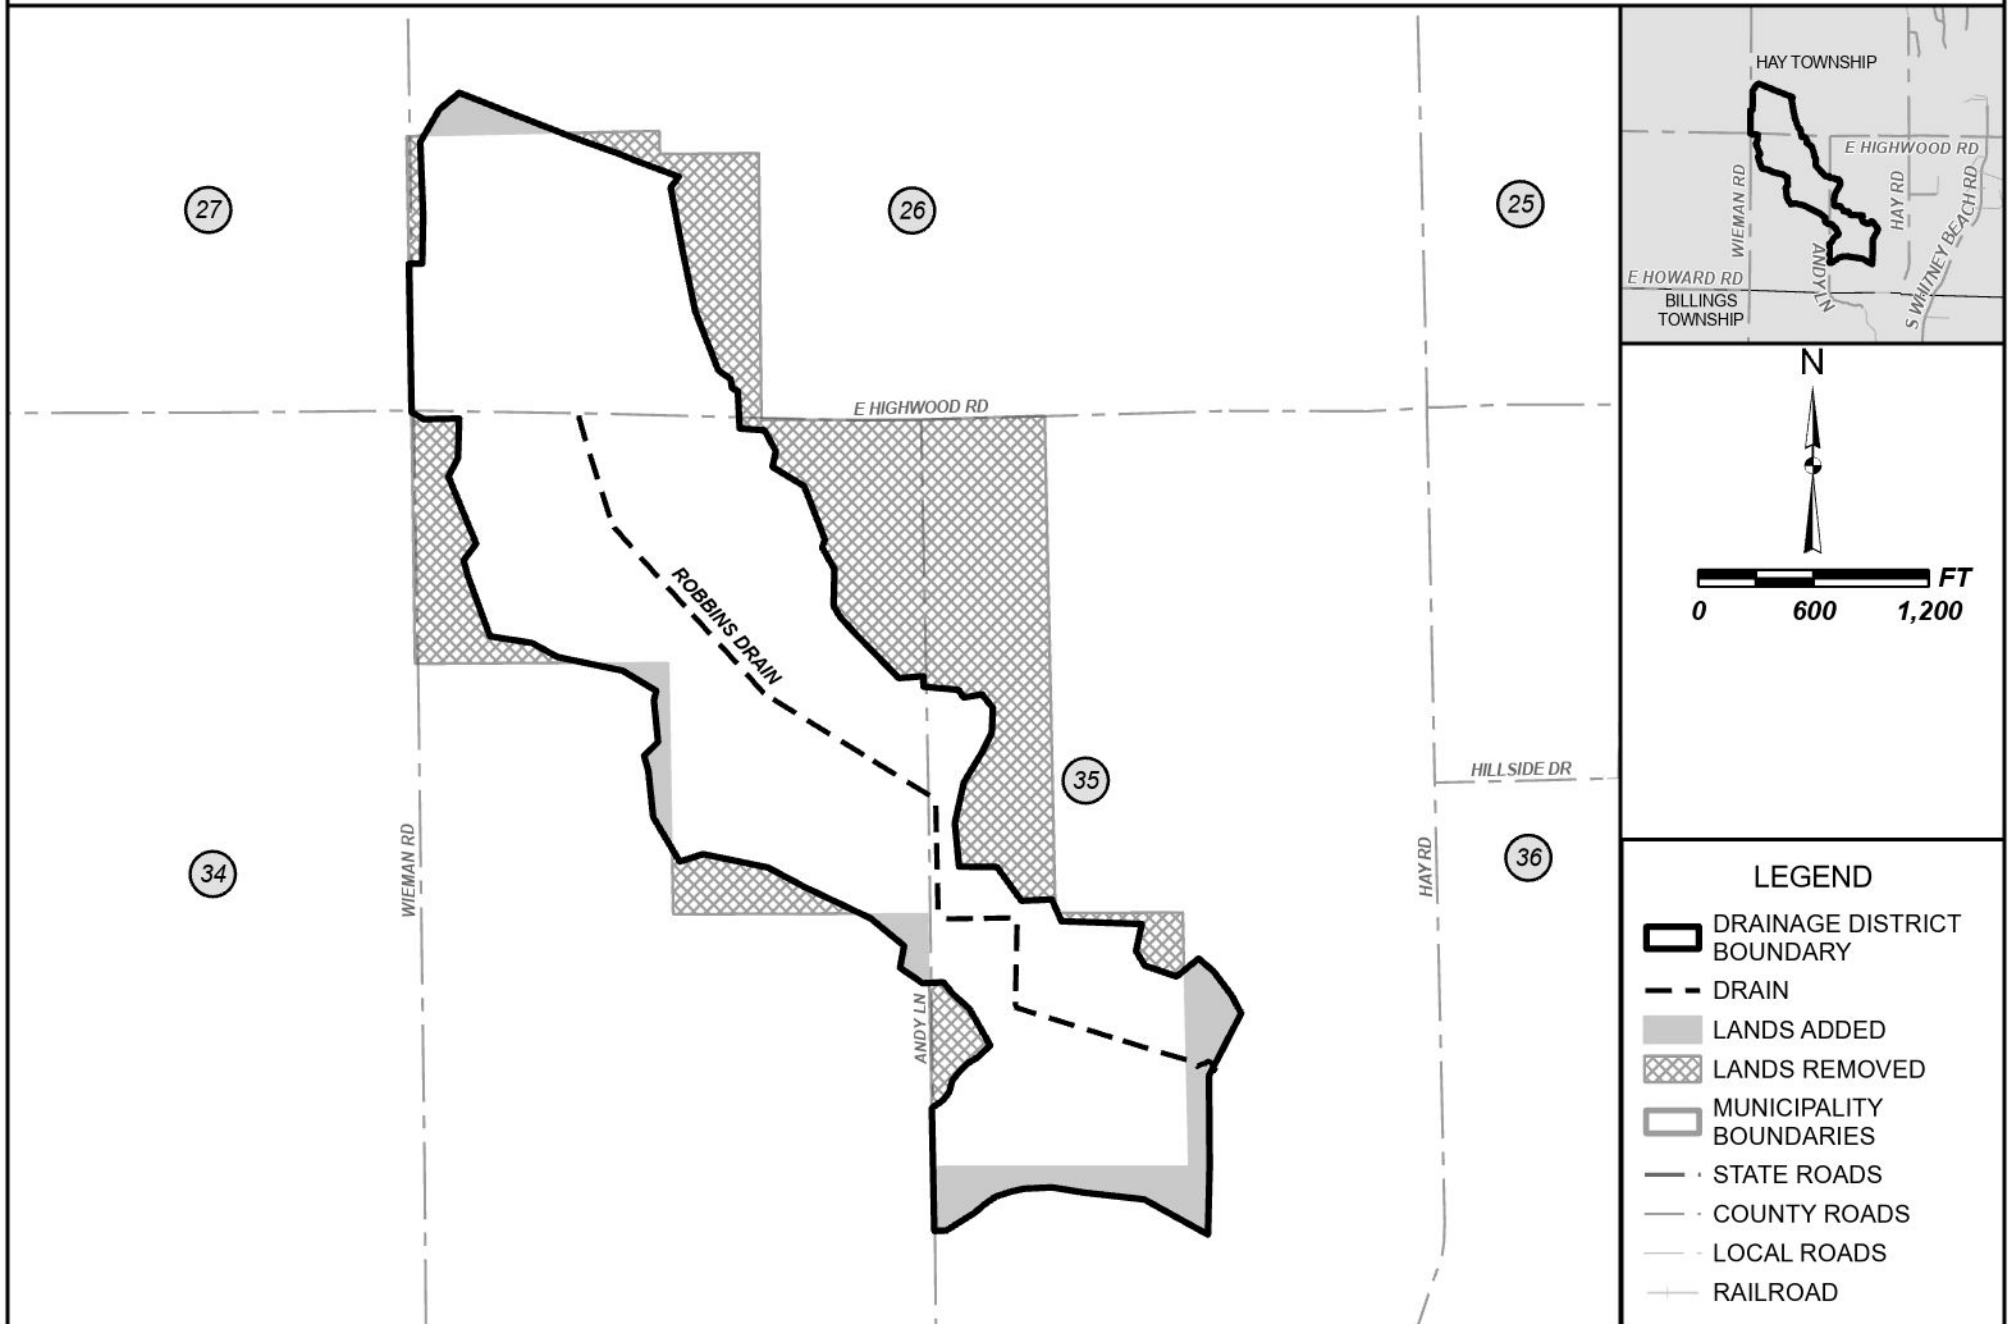 27
26
25
E HIGHWOOD RD
ROBBINS DRAIN
35
HILLSIDE DR
34
WIEMAN RD
HAY RD
36
ANDY LN
HAY TOWNSHIP
E HIGHWOOD RD
WIEMAN RD
HAY RD
S WHITNEY BEACH RD
ANDY LN
E HOWARD RD
BILLINGS
TOWNSHIP
N
FT
0 600 1,200
LEGEND
DRAINAGE DISTRICT
BOUNDARY
DRAIN
LANDS ADDED
LANDS REMOVED
MUNICIPALITY
BOUNDARIES
STATE ROADS
COUNTY ROADS
LOCAL ROADS
RAILROAD